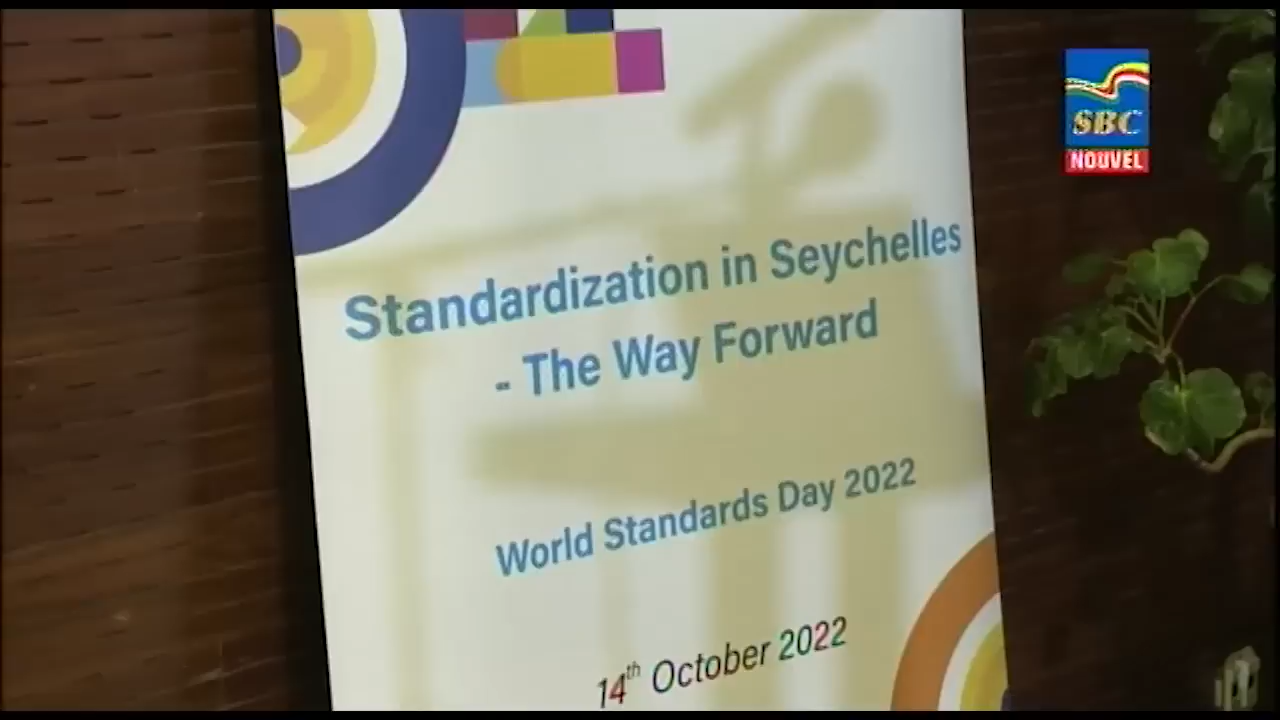 SBC
NOUVEL
Standardization in Seychelles
- The Way Forward
World Standards Day 2022
14th October 2022